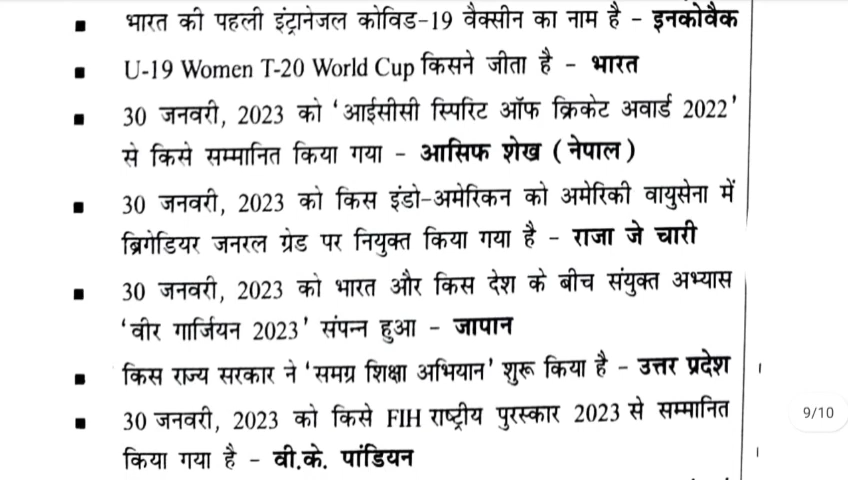 भारत की पहली इंट्रानेजल कोविड-19 वैक्सीन का नाम है - इनकोवैक
U-19 Women T-20 World Cup किसने जीता है - भारत
30 जनवरी, 2023 को 'आईसीसी स्पिरिट ऑफ क्रिकेट अवार्ड 2022'
से किसे सम्मानित किया गया - आसिफ शेख (नेपाल)
30 जनवरी, 2023 को किस इंडो-अमेरिकन को अमेरिकी वायुसेना में
ब्रिगेडियर जनरल ग्रेड पर नियुक्त किया गया है - राजा जे चारी
30 जनवरी, 2023 को भारत और किस देश के बीच संयुक्त अभ्यास
'वीर गार्जियन 2023' संपन्न हुआ - जापान
किस राज्य सरकार ने 'समग्र शिक्षा अभियान' शुरू किया है - उत्तर प्रदेश
30 जनवरी, 2023 को किसे FIH राष्ट्रीय पुरस्कार 2023 से सम्मानित
किया गया है - वी.के. पांडियन
9/10